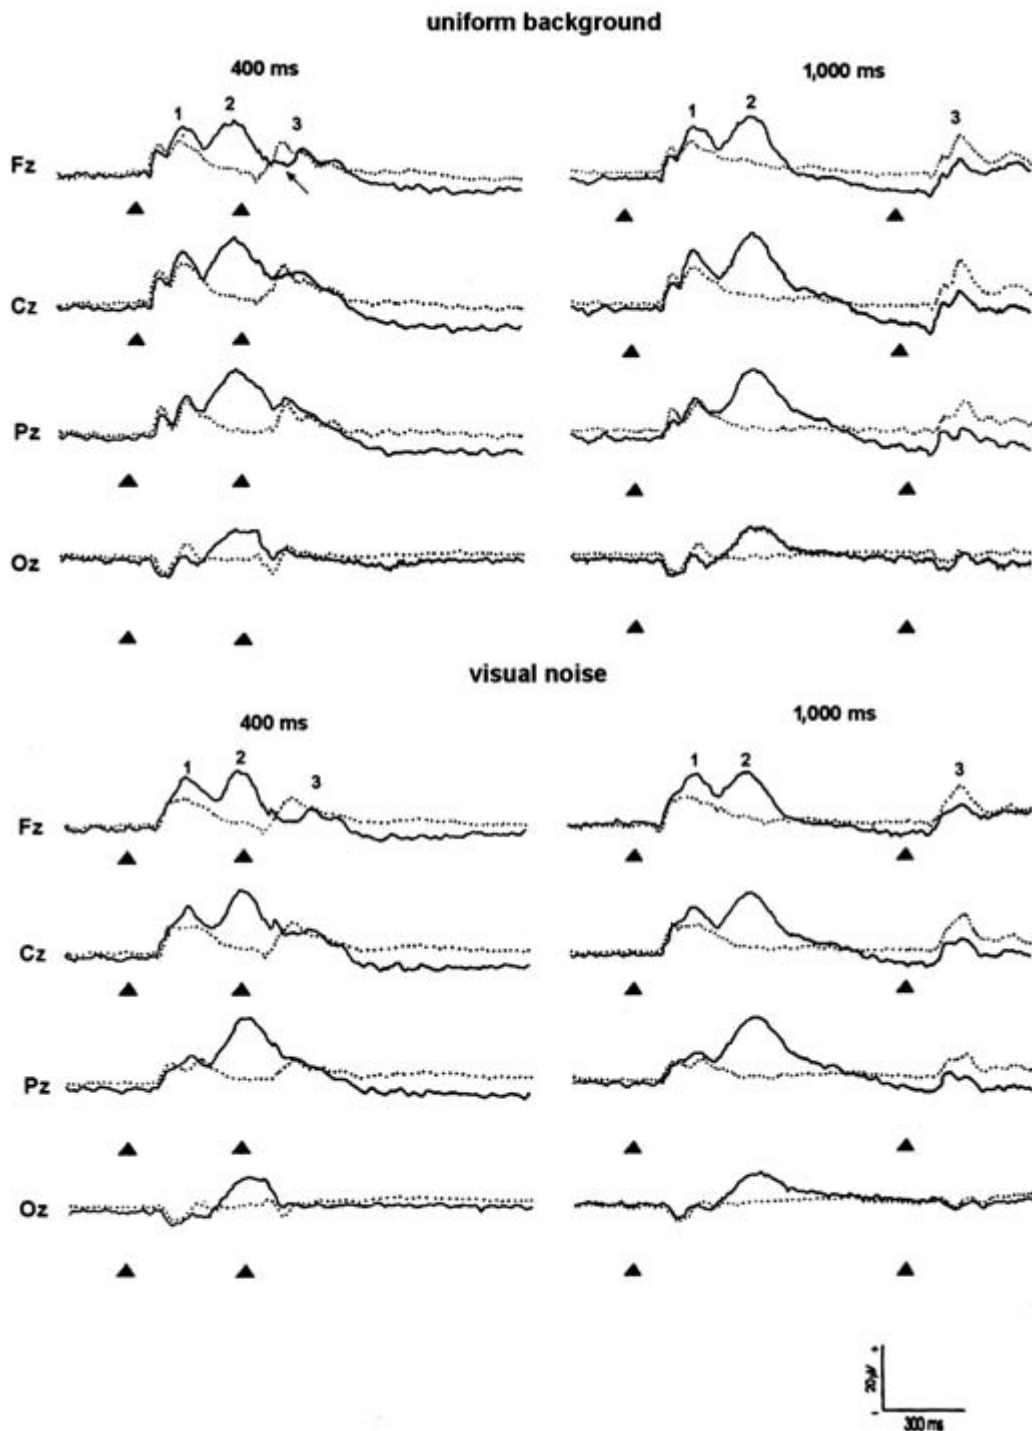 uniform background
400 ms
1,000 ms
1 2 3
1 2 3
Fz
Cz
Pz
Oz
visual noise
400 ms
1,000 ms
1 2 3
1 2 3
Fz
Cz
Pz
Oz
+
20µV
-
300 ms